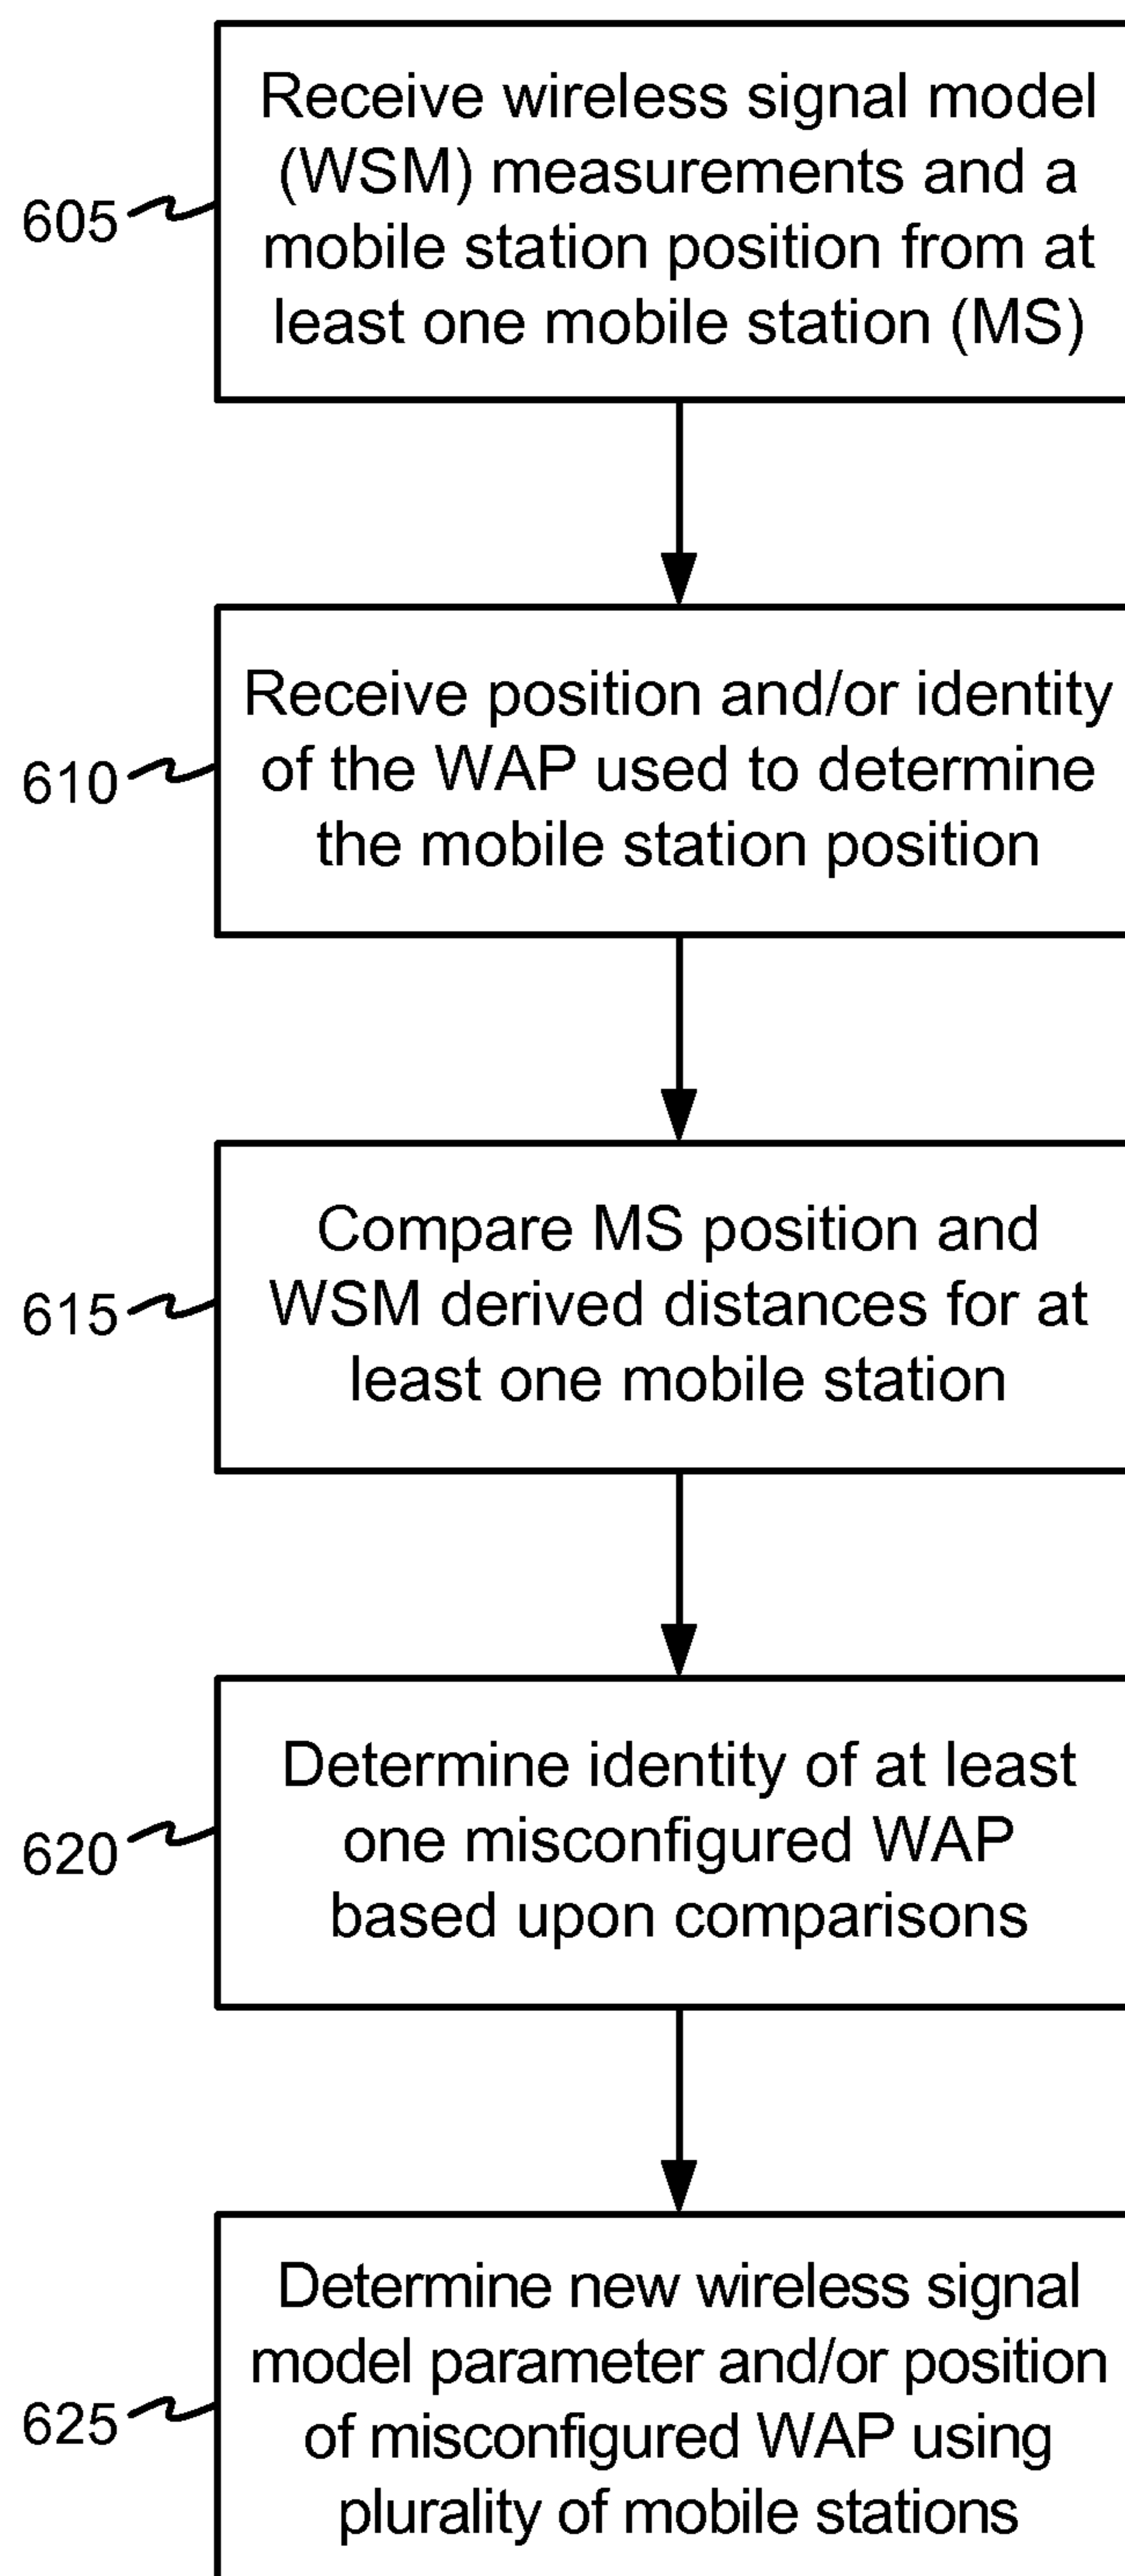 Receive wireless signal model
(WSM) measurements and a
605
mobile station position from at
least one mobile station (MS)
Receive position and/or identity
610
of the WAP used to determine
the mobile station position
Compare MS position and
615
WSM derived distances for at
least one mobile station
Determine identity of at least
620
one misconfigured WAP
based upon comparisons
Determine new wireless signal
model parameter and/or position
625
of misconfigured WAP using
plurality of mobile stations